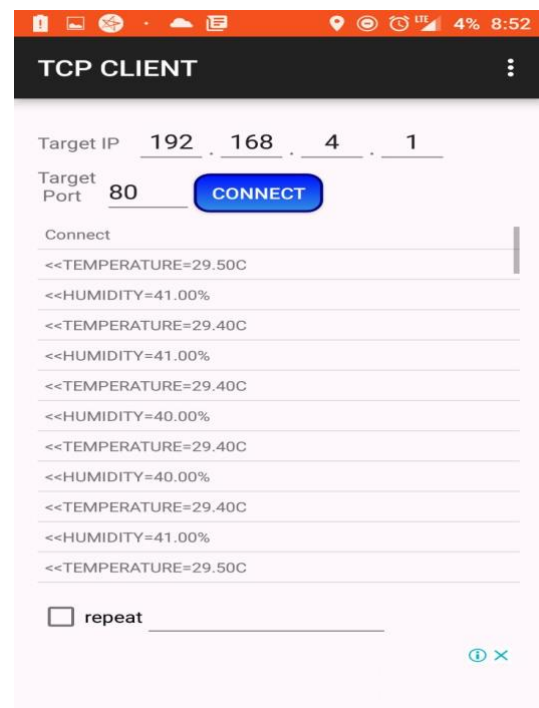 LTE 4% 8:52
TCP CLIENT
Target IP 192 . 168 . 4 . 1
Target
Port 80 CONNECT
Connect
<<TEMPERATURE=29.50C
<<HUMIDITY=41.00%
<<TEMPERATURE=29.40C
<<HUMIDITY=41.00%
<<TEMPERATURE=29.40C
<<HUMIDITY=40.00%
<<TEMPERATURE=29.40C
<<HUMIDITY=40.00%
<<TEMPERATURE=29.40C
<<HUMIDITY=41.00%
<<TEMPERATURE=29.50C
repeat